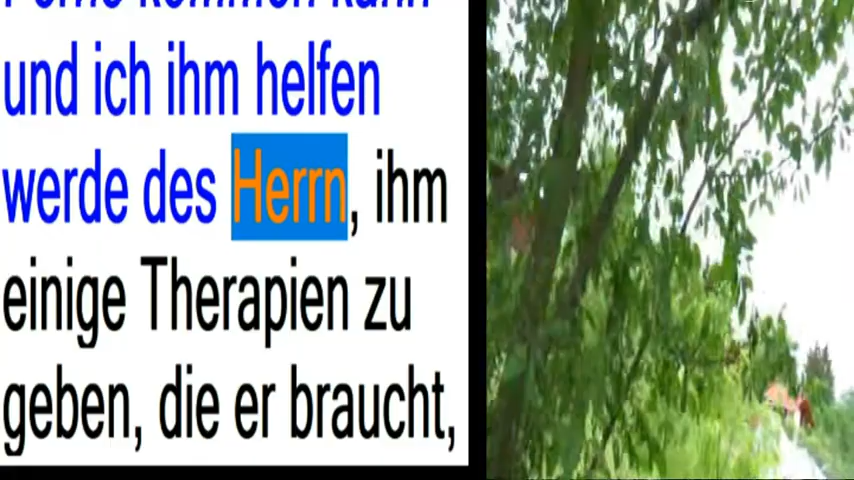 und ich ihm helfen
werde des Herrn, ihm
einige Therapien zu
geben, die er braucht,